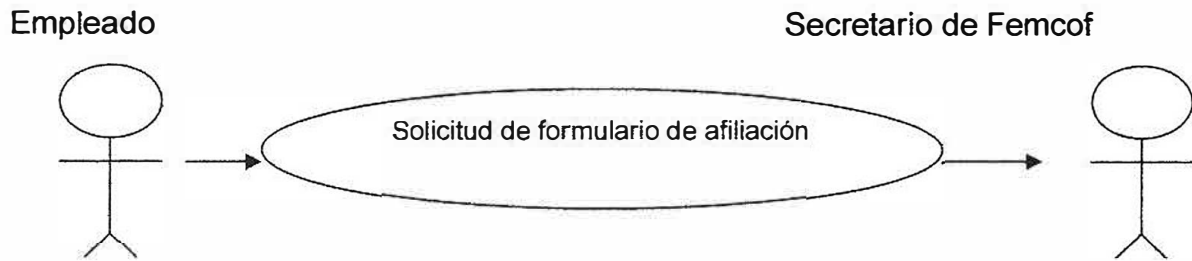 Empleado
Secretario de Femcof
Solicitud de formulario de afiliación